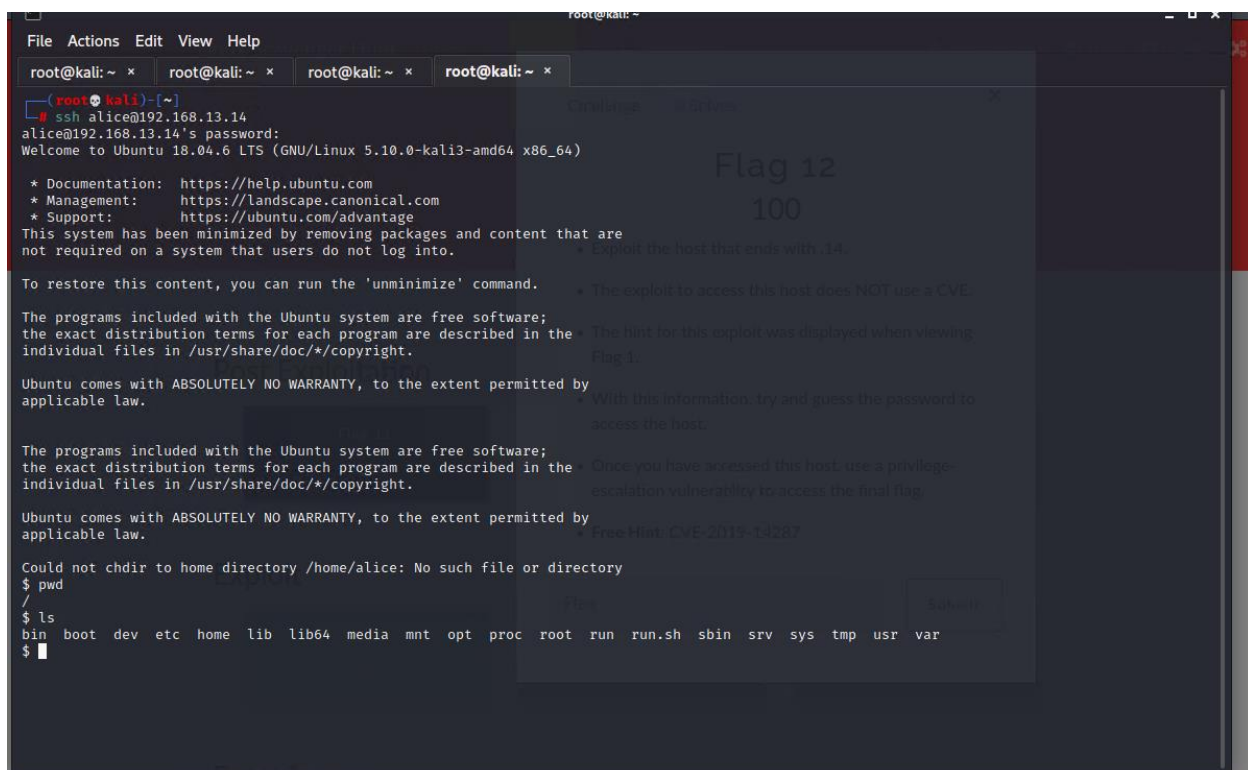 root@kali: ~
File Actions Edit View Help
root@kali: ~ × root@kali: ~ × root@kali: ~ × root@kali: ~ ×
(root💀kali)-[~]
# ssh alice@192.168.13.14
alice@192.168.13.14's password:
Welcome to Ubuntu 18.04.6 LTS (GNU/Linux 5.10.0-kali3-amd64 x86_64)
* Documentation: https://help.ubuntu.com
* Management: https://landscape.canonical.com
* Support: https://ubuntu.com/advantage
This system has been minimized by removing packages and content that are
not required on a system that users do not log into.
To restore this content, you can run the 'unminimize' command.
The programs included with the Ubuntu system are free software;
the exact distribution terms for each program are described in the
individual files in /usr/share/doc/*/copyright.
Ubuntu comes with ABSOLUTELY NO WARRANTY, to the extent permitted by
applicable law.
The programs included with the Ubuntu system are free software;
the exact distribution terms for each program are described in the
individual files in /usr/share/doc/*/copyright.
Ubuntu comes with ABSOLUTELY NO WARRANTY, to the extent permitted by
applicable law.
Could not chdir to home directory /home/alice: No such file or directory
$ pwd
/
$ ls
bin boot dev etc home lib lib64 media mnt opt proc root run run.sh sbin srv sys tmp usr var
$
Challenge
Flag 12
100
• Exploit the host that ends with .14.
• The exploit to access this host does NOT use a CVE.
• The hint for this exploit was displayed when viewing
Flag 1.
• With this information, try and guess the password to
access the host.
• Once you have accessed this host, use a privilege-
escalation vulnerability to access the final flag.
• Free Hint: CVE-2019-14287
Flag
Submit
Post Exploitation
Exploit